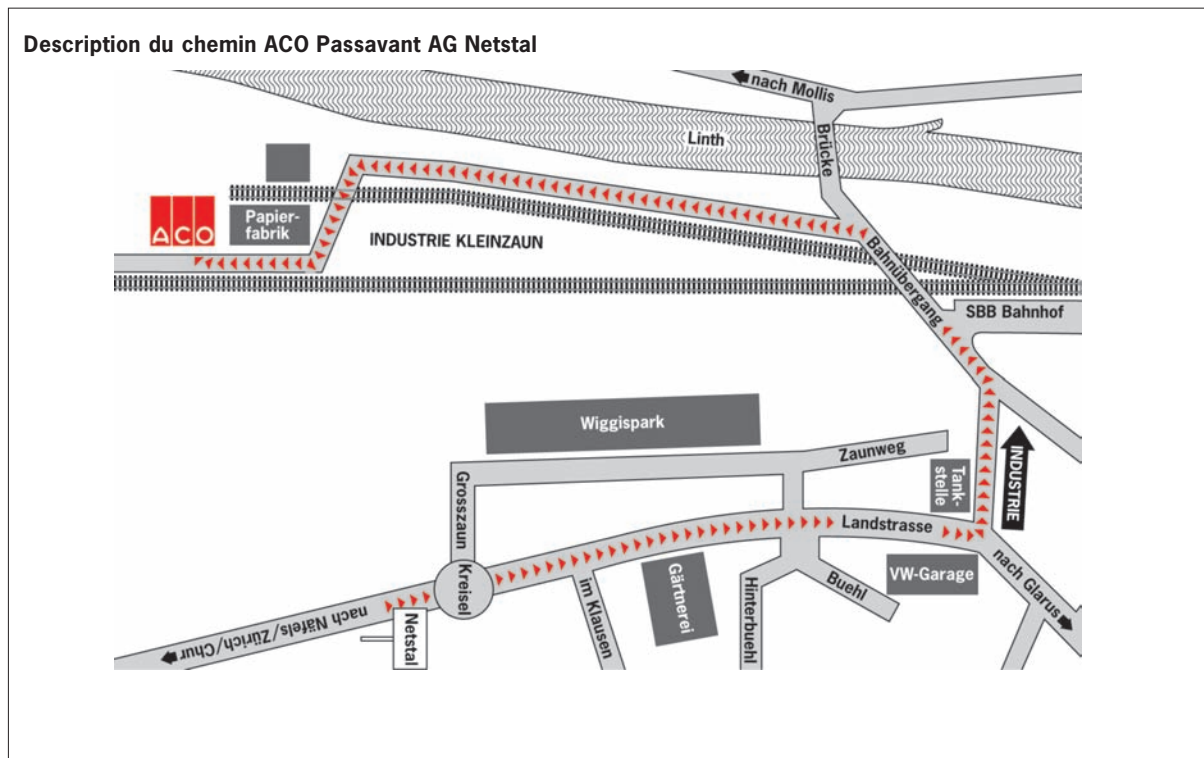 Description du chemin ACO Passavant AG Netstal
nach Mollis
Linth
Brücke
ACO
Papier-
fabrik
INDUSTRIE KLEINZAUN
Bahnübergang
SBB Bahnhof
Wiggispark
Zaunweg
Tank-
stelle
INDUSTRIE
Grosszaun
Landstrasse
Kreisel
Gärtnerei
VW-Garage
nach Glarus
im Klausen
Hinterbuehl
Buehl
nach Näfels/Zürich/Chur
Netstal